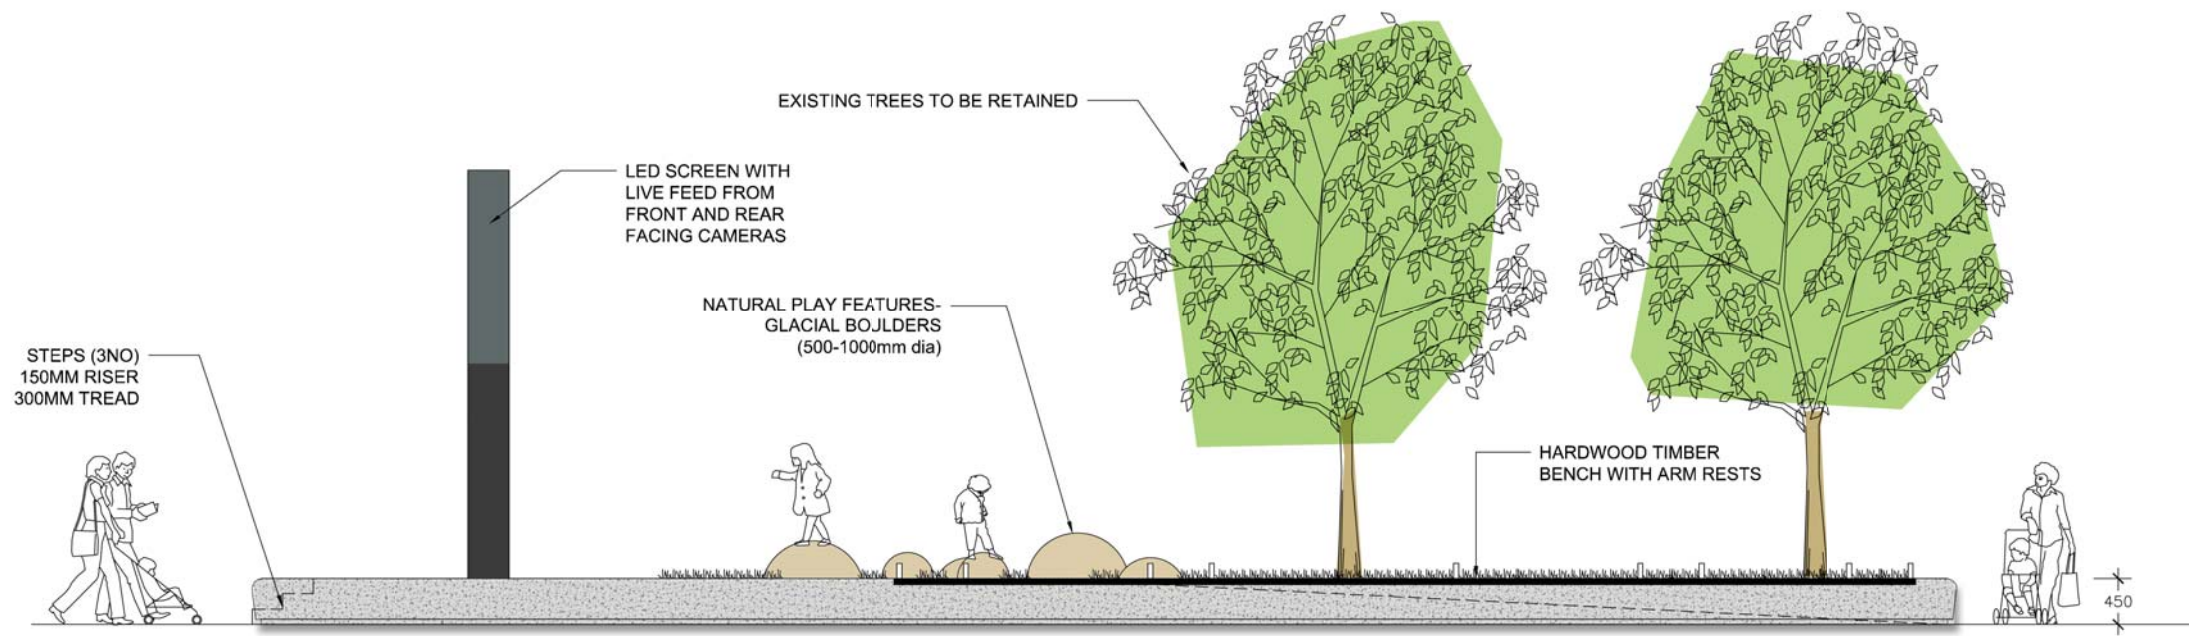 EXISTING TREES TO BE RETAINED
LED SCREEN WITH
LIVE FEED FROM
FRONT AND REAR
FACING CAMERAS
NATURAL PLAY FEATURES-
GLACIAL BOULDERS
(500-1000mm dia)
STEPS (3NO)
150MM RISER
300MM TREAD
HARDWOOD TIMBER
BENCH WITH ARM RESTS
450